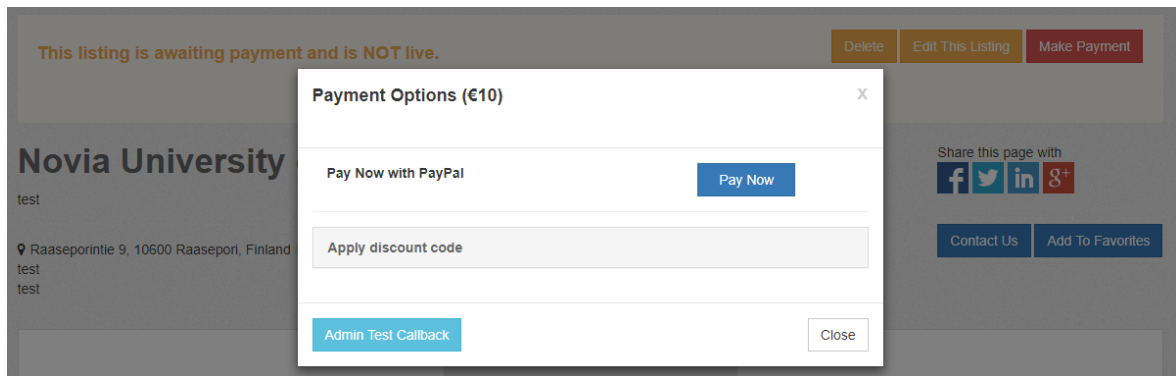 This listing is awaiting payment and is NOT live.
Delete
Edit This Listing
Make Payment
Payment Options (€10)
X
Novia University
Share this page with
Pay Now with PayPal
Pay Now
f
in
g+
test
Contact Us
Add To Favorites
Raaseporintie 9, 10600 Raasepori, Finland
Apply discount code
test
test
Admin Test Callback
Close